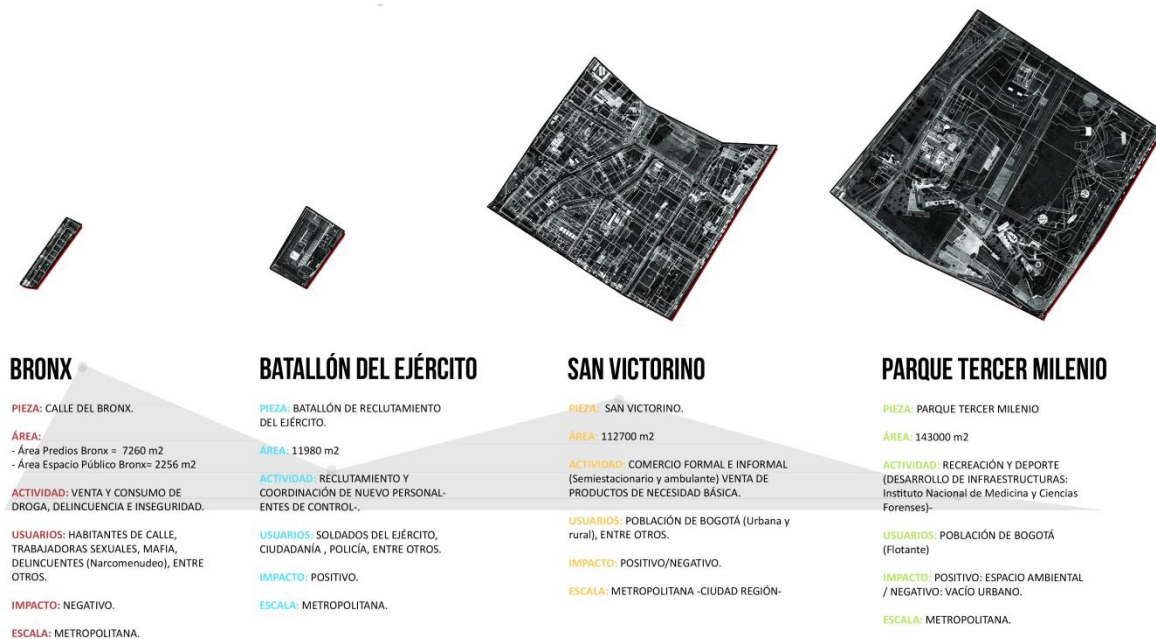 BRONX
PIEZA: CALLE DEL BRONX.
ÁREA:
- Área Predios Bronx = 7260 m2
- Área Espacio Público Bronx= 2256 m2
ACTIVIDAD: VENTA Y CONSUMO DE
DROGA, DELINCUENCIA E INSEGURIDAD.
USUARIOS: HABITANTES DE CALLE,
TRABAJADORAS SEXUALES, MAFIA,
DELINCUENTES (Narcomenudeo), ENTRE
OTROS.
IMPACTO: NEGATIVO.
ESCALA: METROPOLITANA.
BATALLÓN DEL EJÉRCITO
PIEZA: BATALLÓN DE RECLUTAMIENTO
DEL EJÉRCITO.
ÁREA: 11980 m2
ACTIVIDAD: RECLUTAMIENTO Y
COORDINACIÓN DE NUEVO PERSONAL-
ENTES DE CONTROL-.
USUARIOS: SOLDADOS DEL EJÉRCITO,
CIUDADANÍA , POLICÍA, ENTRE OTROS.
IMPACTO: POSITIVO.
ESCALA: METROPOLITANA.
SAN VICTORINO
PIEZA: SAN VICTORINO.
ÁREA: 112700 m2
ACTIVIDAD: COMERCIO FORMAL E INFORMAL
(Semiestacionario y ambulante) VENTA DE
PRODUCTOS DE NECESIDAD BÁSICA.
USUARIOS: POBLACIÓN DE BOGOTÁ (Urbana y
rural), ENTRE OTROS.
IMPACTO: POSITIVO/NEGATIVO.
ESCALA: METROPOLITANA -CIUDAD REGIÓN-
PARQUE TERCER MILENIO
PIEZA: PARQUE TERCER MILENIO
ÁREA: 143000 m2
ACTIVIDAD: RECREACIÓN Y DEPORTE
(DESARROLLO DE INFRAESTRUCTURAS:
Instituto Nacional de Medicina y Ciencias
Forenses)-
USUARIOS: POBLACIÓN DE BOGOTÁ
(Flotante)
IMPACTO: POSITIVO: ESPACIO AMBIENTAL
/ NEGATIVO: VACÍO URBANO.
ESCALA: METROPOLITANA.